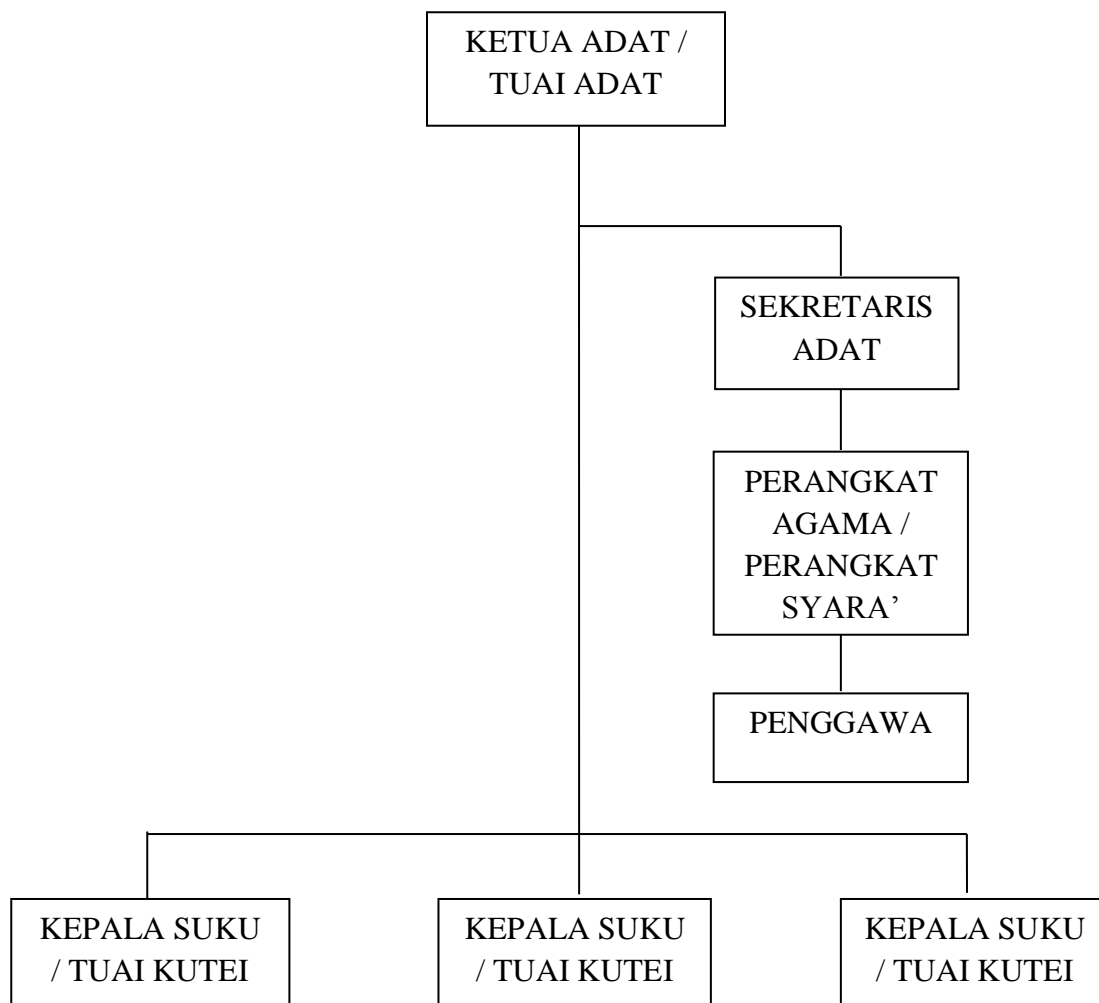 KETUA ADAT /
TUAI ADAT
SEKRETARIS
ADAT
PERANGKAT
AGAMA /
PERANGKAT
SYARA’
PENGGAWA
KEPALA SUKU
/ TUAI KUTEI
KEPALA SUKU
/ TUAI KUTEI
KEPALA SUKU
/ TUAI KUTEI